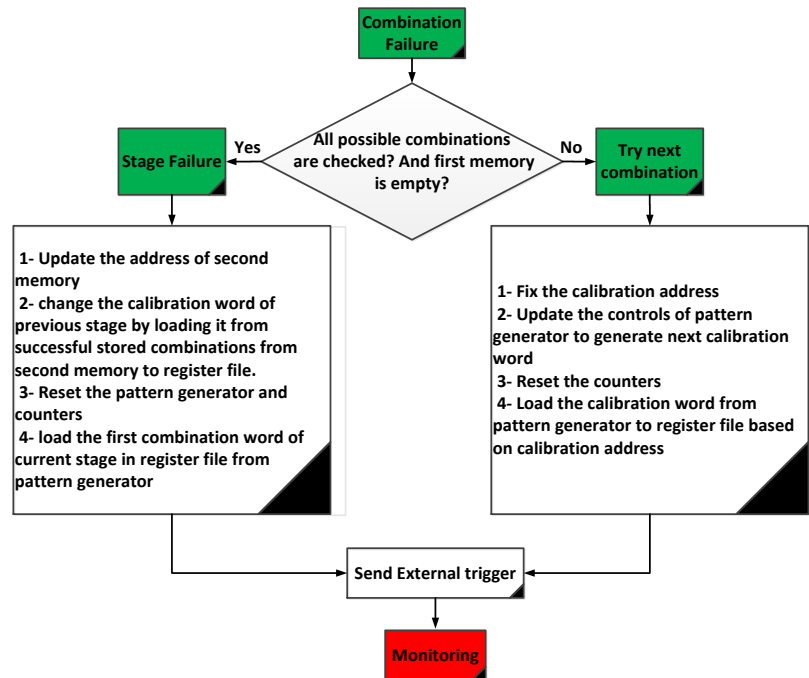 Combination
Failure
All possible combinations
are checked? And first memory
is empty?
Yes
No
Stage Failure
Try next
combination
1- Update the address of second
memory
2- change the calibration word of
previous stage by loading it from
successful stored combinations from
second memory to register file.
3- Reset the pattern generator and
counters
4- load the first combination word of
current stage in register file from
pattern generator
1- Fix the calibration address
2- Update the controls of pattern
generator to generate next calibration
word
3- Reset the counters
4- Load the calibration word from
pattern generator to register file based
on calibration address
Send External trigger
Monitoring